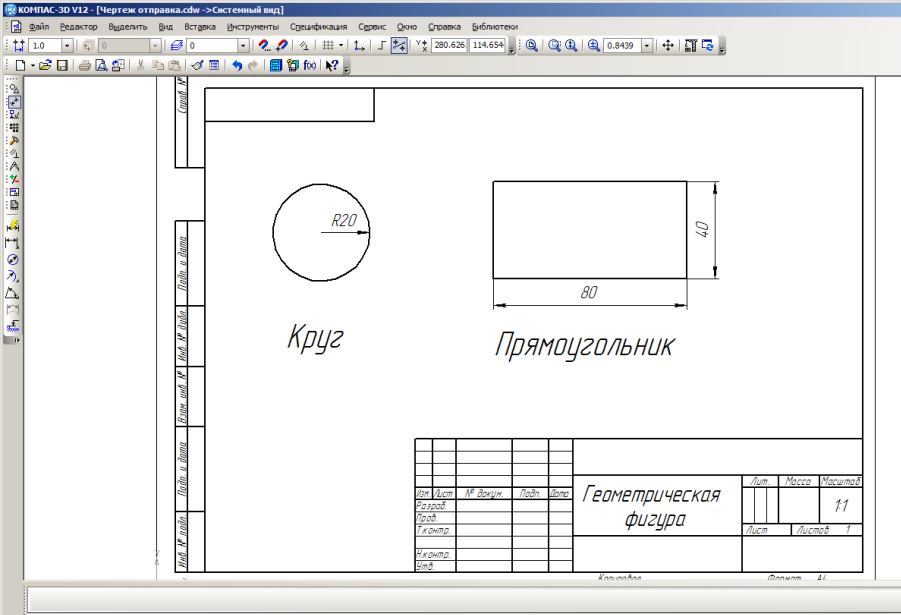 КОМПАС-3D V12 - [Чертеж отправка.cdw ->Системный вид]
Файл Редактор Выделить Вид Вставка Инструменты Спецификация Сервис Окно Справка Библиотеки
1.0 0 0 280.626 114.654 0.8439
f(x)
Справ. №
R20
40
80
Круг
Прямоугольник
Подп. и дата
Инв. № дубл.
Взам. инв. №
Подп. и дата
Инв. № подл.
Изм. Лист № докум. Подп. Дата
Разраб.
Пров.
Т.контр.
Н.контр.
Утв.
Геометрическая
фигура
Лит. Масса Масштаб
1:1
Лист Листов 1
Копировал Формат A4